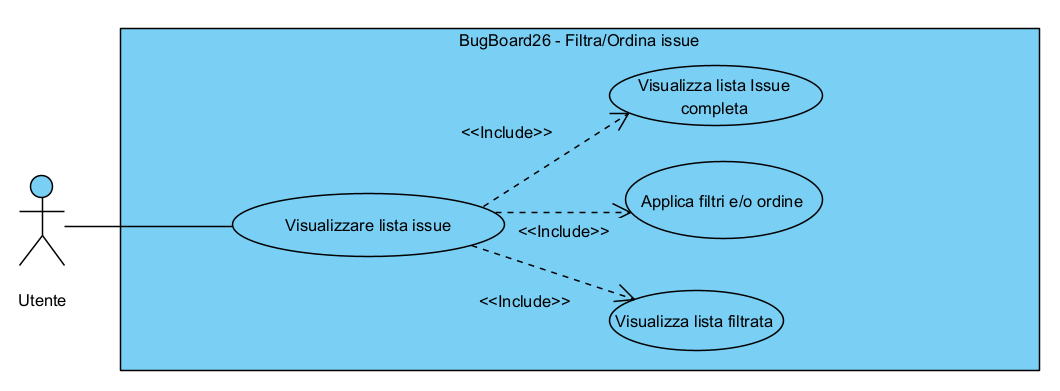 BugBoard26 - Filtra/Ordina issue
Visualizza lista Issue
completa
<<Include>>
Applica filtri e/o ordine
Visualizzare lista issue
<<Include>>
Utente
<<Include>>
Visualizza lista filtrata